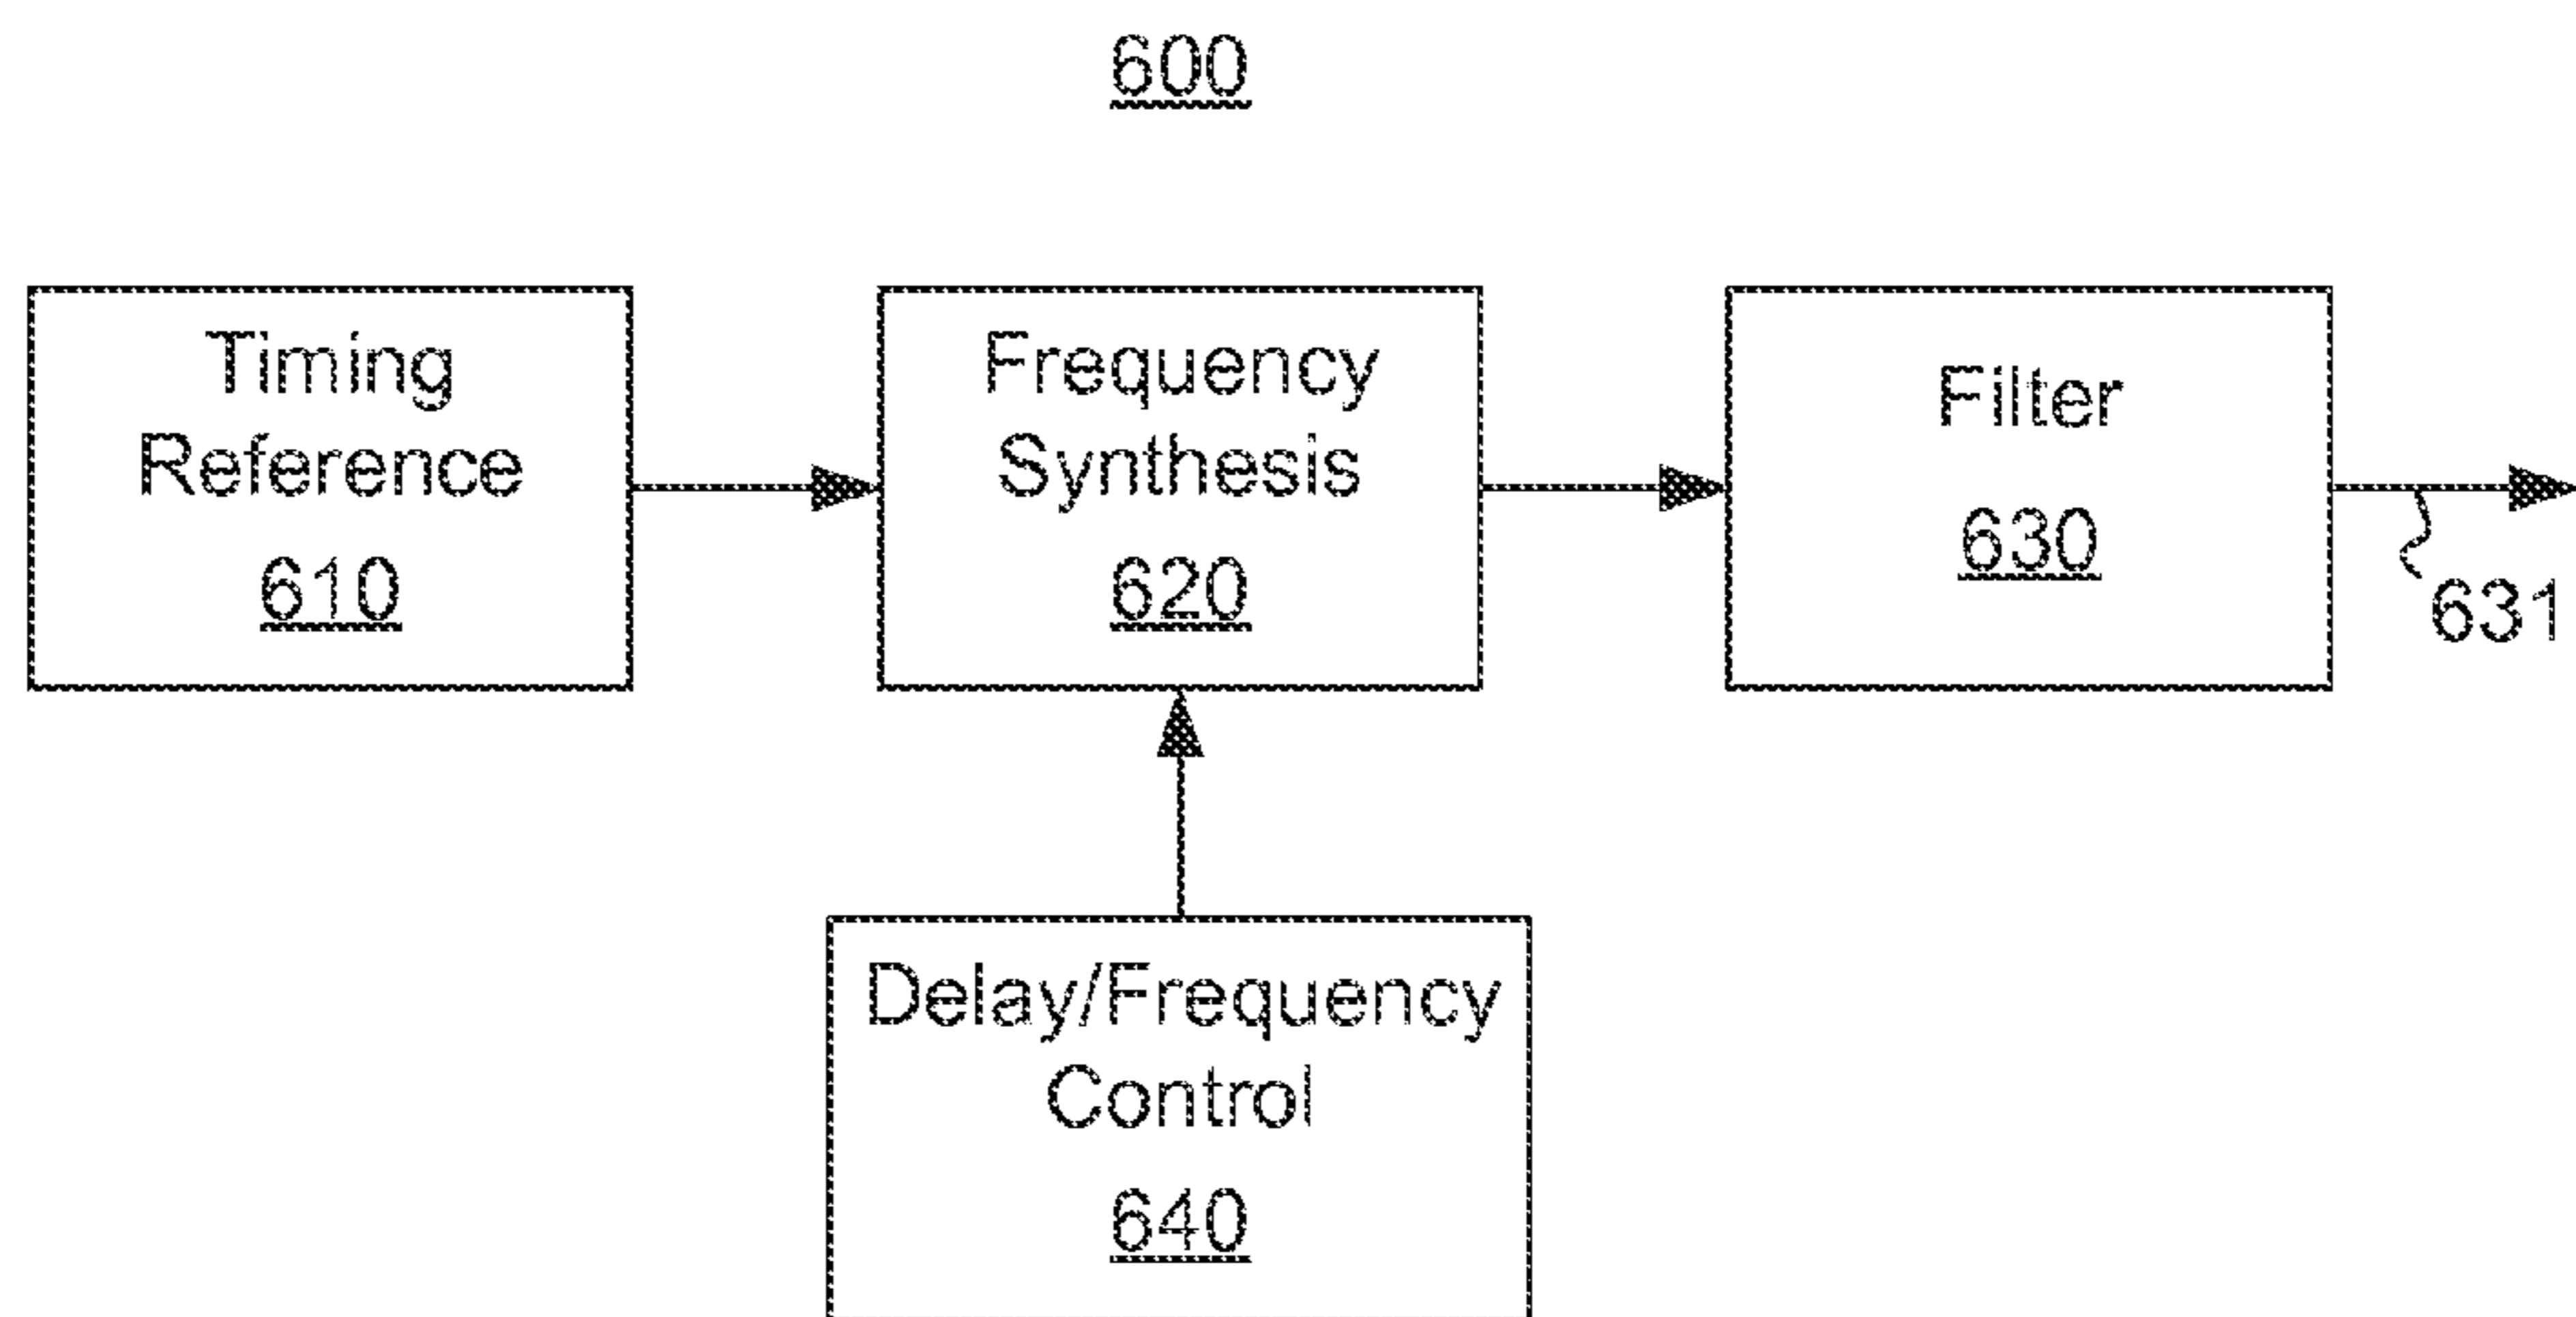 600
Timing
Reference
610
Frequency
Synthesis
620
Filter
630
631
Delay/Frequency
Control
640